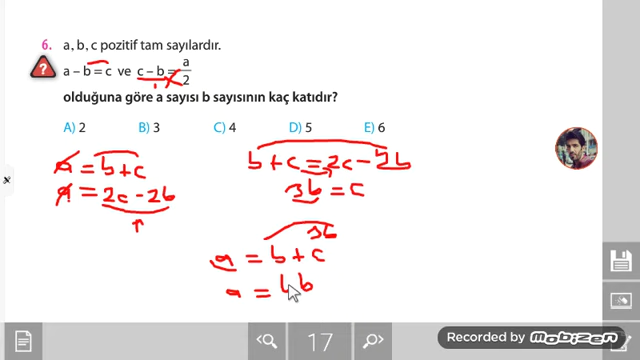 6. a, b, c pozitif tam sayılardır.
a – b = c ve c – b = a/2
olduğuna göre a sayısı b sayısının kaç katıdır?
A) 2 B) 3 C) 4 D) 5 E) 6
a = b + c
a = 2c - 2b
b + c = 2c - 2b
3b = c
3b
a = b + c
a = 4b
17
Recorded by mobizen